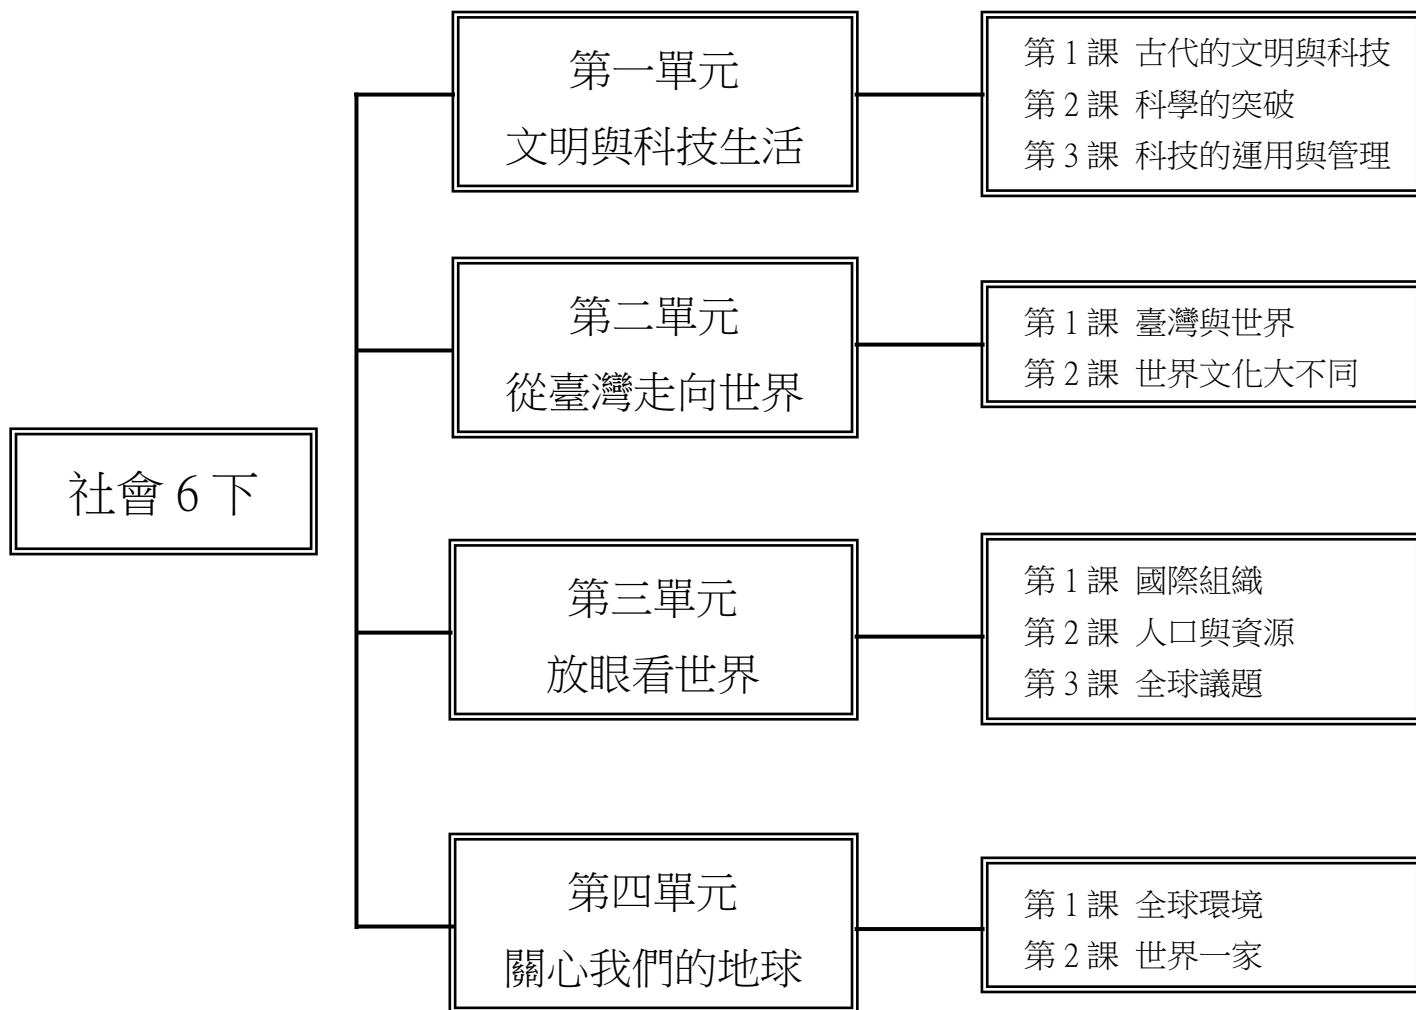 社會 6 下
第一單元
文明與科技生活
第 1 課 古代的文明與科技
第 2 課 科學的突破
第 3 課 科技的運用與管理
第二單元
從臺灣走向世界
第 1 課 臺灣與世界
第 2 課 世界文化大不同
第三單元
放眼看世界
第 1 課 國際組織
第 2 課 人口與資源
第 3 課 全球議題
第四單元
關心我們的地球
第 1 課 全球環境
第 2 課 世界一家